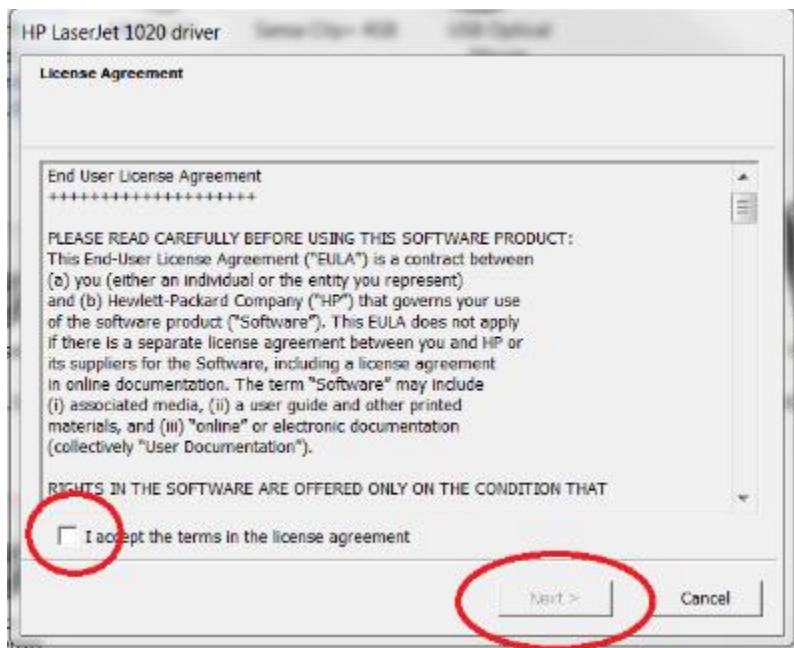 HP LaserJet 1020 driver
License Agreement
End User License Agreement
++++++++++++++++++++
PLEASE READ CAREFULLY BEFORE USING THIS SOFTWARE PRODUCT:
This End-User License Agreement ("EULA") is a contract between
(a) you (either an individual or the entity you represent)
and (b) Hewlett-Packard Company ("HP") that governs your use
of the software product ("Software"). This EULA does not apply
if there is a separate license agreement between you and HP or
its suppliers for the Software, including a license agreement
in online documentation. The term "Software" may include
(i) associated media, (ii) a user guide and other printed
materials, and (iii) "online" or electronic documentation
(collectively "User Documentation").
RIGHTS IN THE SOFTWARE ARE OFFERED ONLY ON THE CONDITION THAT
I accept the terms in the license agreement
Next >
Cancel